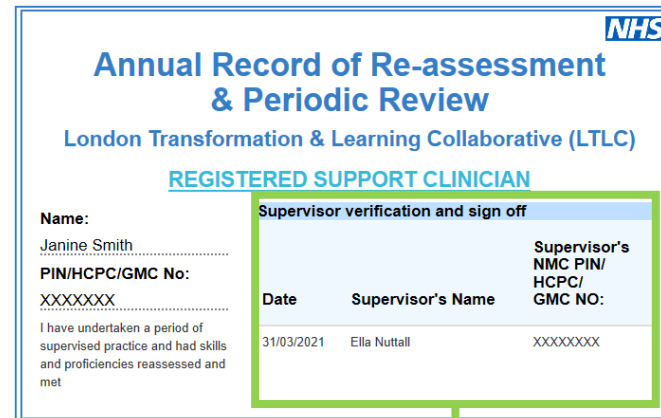 NHS
Annual Record of Re-assessment
& Periodic Review
London Transformation & Learning Collaborative (LTLC)
REGISTERED SUPPORT CLINICIAN
Name:
Janine Smith
PIN/HCPC/GMC No:
XXXXXXX
I have undertaken a period of
supervised practice and had skills
and proficiencies reassessed and
met
Supervisor verification and sign off
Date
Supervisor's Name
Supervisor's
NMC PIN/
HCPC/
GMC NO:
31/03/2021 Ella Nuttall XXXXXXXX